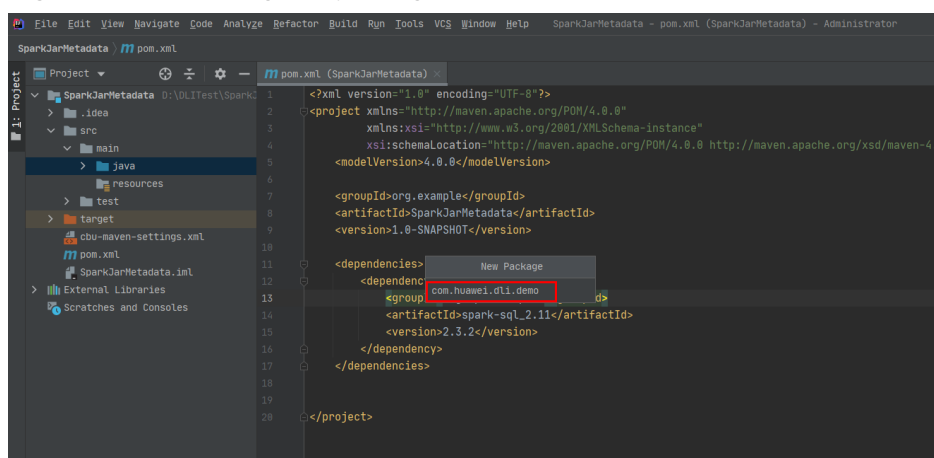 File Edit View Navigate Code Analyze Refactor Build Run Tools VCS Window Help SparkJarMetadata - pom.xml (SparkJarMetadata) - Administrator
SparkJarMetadata pom.xml
1: Project
Project
pom.xml (SparkJarMetadata)
SparkJarMetadata D:\DLITest\SparkJ
.idea
src
main
java
resources
test
target
cbu-maven-settings.xml
pom.xml
SparkJarMetadata.iml
External Libraries
Scratches and Consoles
1 <?xml version="1.0" encoding="UTF-8"?>
2 <project xmlns="http://maven.apache.org/POM/4.0.0"
3 xmlns:xsi="http://www.w3.org/2001/XMLSchema-instance"
4 xsi:schemaLocation="http://maven.apache.org/POM/4.0.0 http://maven.apache.org/xsd/maven-4
5 <modelVersion>4.0.0</modelVersion>
6
7 <groupId>org.example</groupId>
8 <artifactId>SparkJarMetadata</artifactId>
9 <version>1.0-SNAPSHOT</version>
10
11 <dependencies>
12 <dependenc
13 <group d>
14 <artifactId>spark-sql_2.11</artifactId>
15 <version>2.3.2</version>
16 </dependency>
17 </dependencies>
18
19
20 </project>
New Package
com.huawei.dli.demo